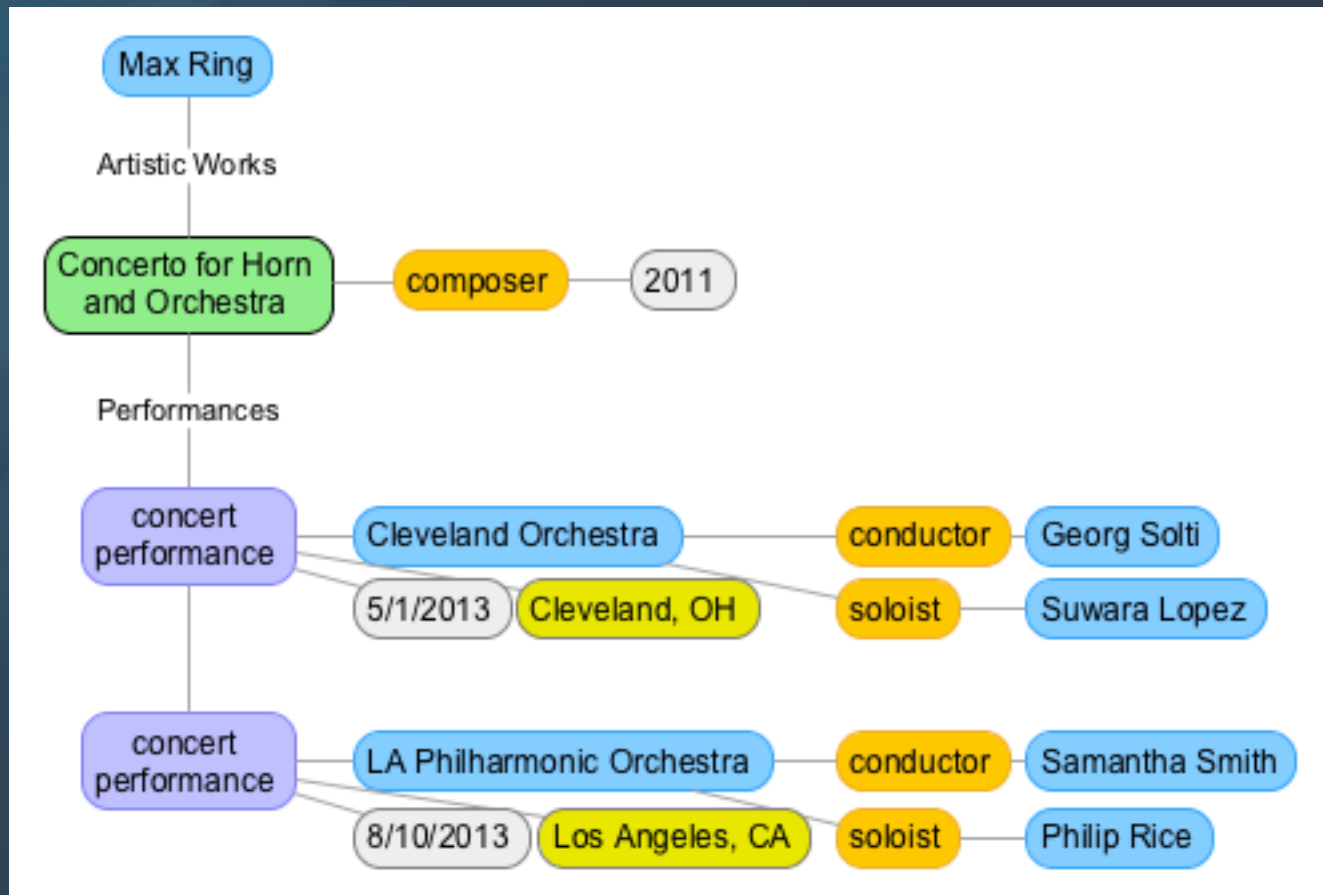 Max Ring
Artistic Works
Concerto for Horn
and Orchestra
composer
2011
Performances
concert
performance
Cleveland Orchestra
conductor
Georg Solti
5/1/2013
Cleveland, OH
soloist
Suwara Lopez
concert
performance
LA Philharmonic Orchestra
conductor
Samantha Smith
8/10/2013
Los Angeles, CA
soloist
Philip Rice